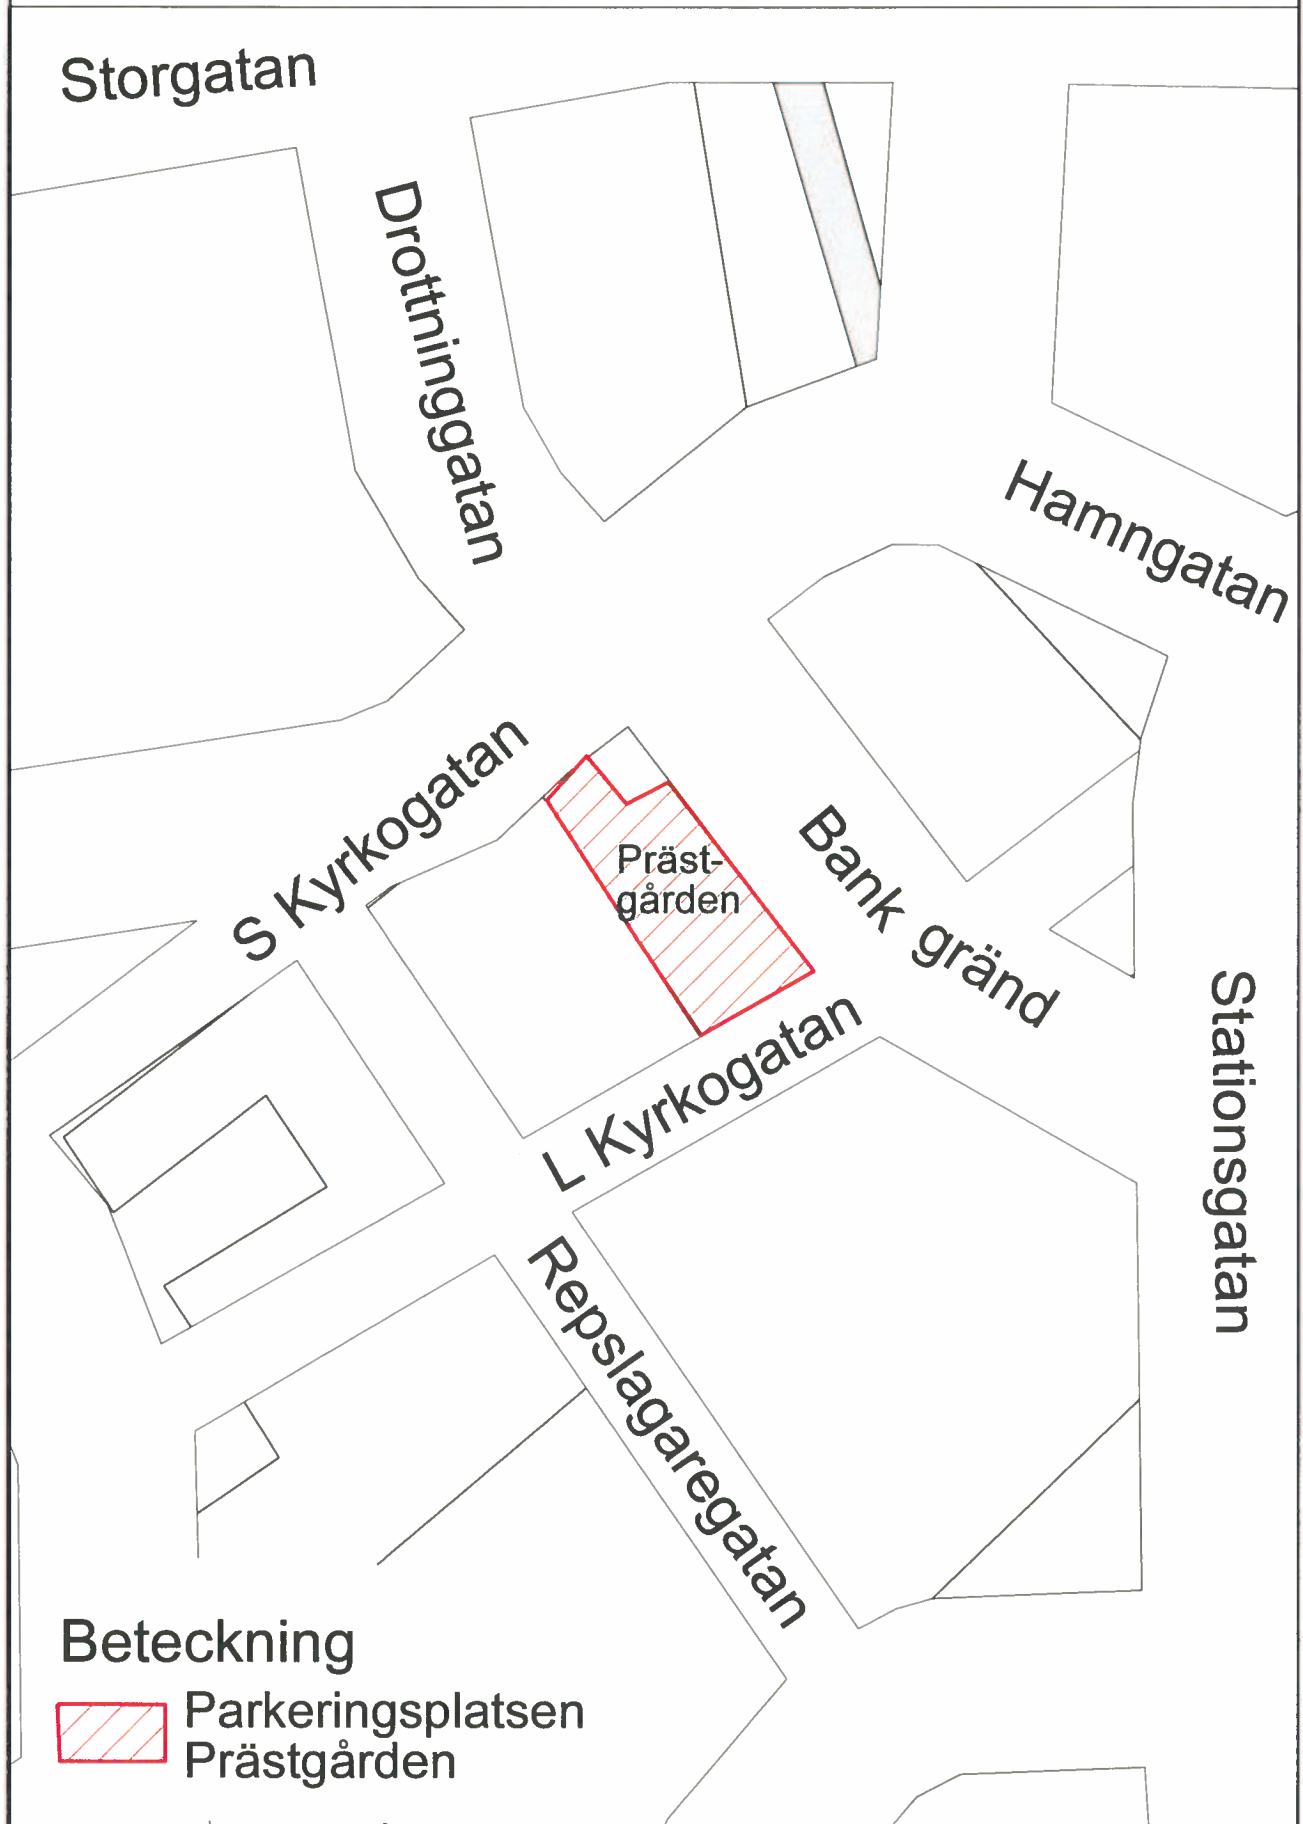 Storgatan
Drottninggatan
Hamngatan
S Kyrkogatan
Präst-
gården
Bank gränd
L Kyrkogatan
Stationsgatan
Repslagaregatan
Beteckning
Parkeringsplatsen
Prästgården